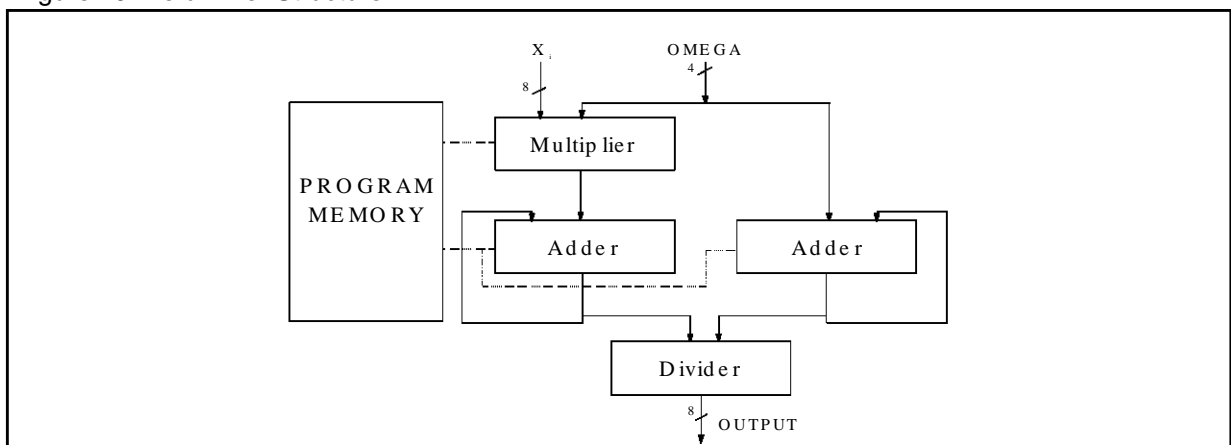 X i
OMEGA
8
4
Multiplier
PROGRAM
MEMORY
Adder
Adder
Divider
8
OUTPUT